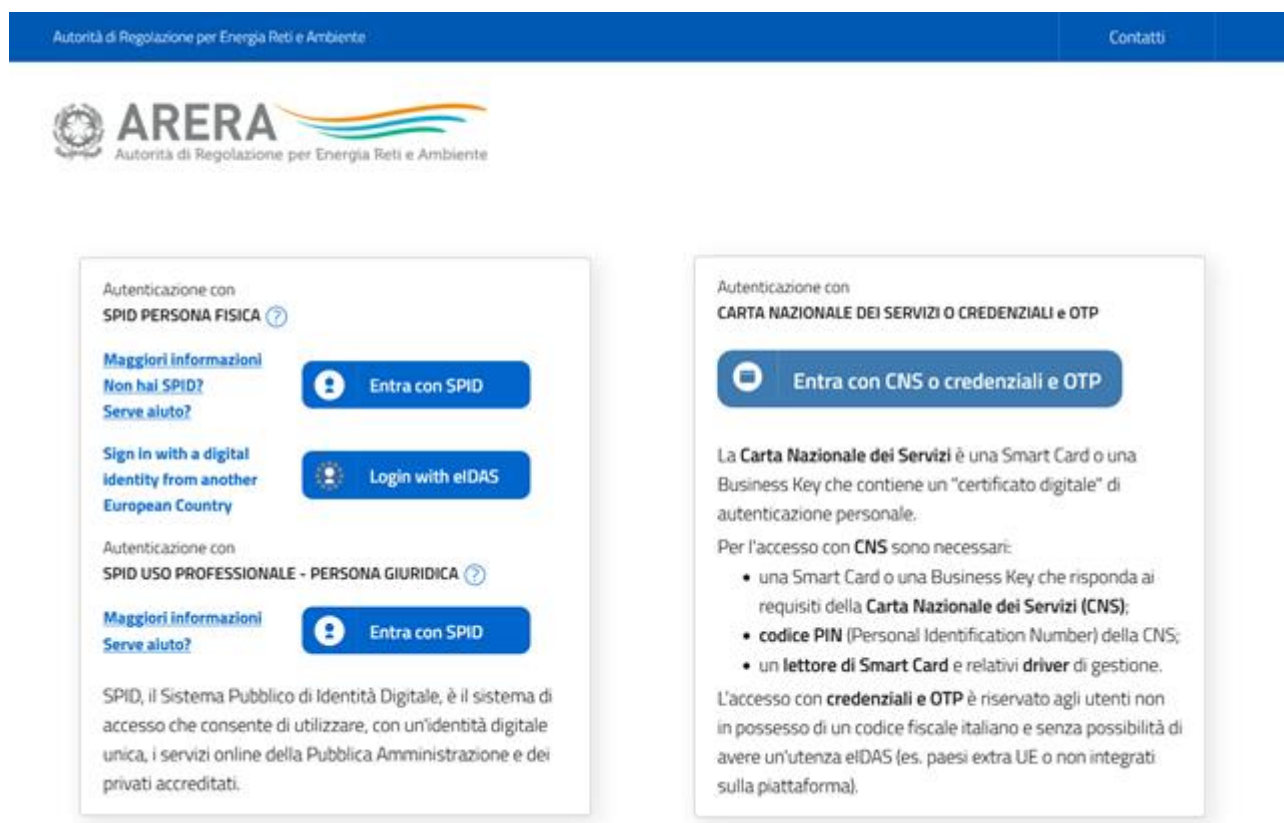 Autorità di Regolazione per Energia Reti e Ambiente
Contatti
ARERA
Autorità di Regolazione per Energia Reti e Ambiente
Autenticazione con
SPID PERSONA FISICA ?
Maggiori informazioni
Non hai SPID?
Serve aiuto?
Entra con SPID
Sign in with a digital
identity from another
European Country
Login with eIDAS
Autenticazione con
SPID USO PROFESSIONALE - PERSONA GIURIDICA ?
Maggiori informazioni
Serve aiuto?
Entra con SPID
SPID, il Sistema Pubblico di Identità Digitale, è il sistema di
accesso che consente di utilizzare, con un'identità digitale
unica, i servizi online della Pubblica Amministrazione e dei
privati accreditati.
Autenticazione con
CARTA NAZIONALE DEI SERVIZI O CREDENZIALI e OTP
Entra con CNS o credenziali e OTP
La Carta Nazionale dei Servizi è una Smart Card o una
Business Key che contiene un "certificato digitale" di
autenticazione personale.
Per l'accesso con CNS sono necessari:
• una Smart Card o una Business Key che risponda ai
requisiti della Carta Nazionale dei Servizi (CNS);
• codice PIN (Personal Identification Number) della CNS;
• un lettore di Smart Card e relativi driver di gestione.
L'accesso con credenziali e OTP è riservato agli utenti non
in possesso di un codice fiscale italiano e senza possibilità di
avere un'utenza eIDAS (es. paesi extra UE o non integrati
sulla piattaforma).